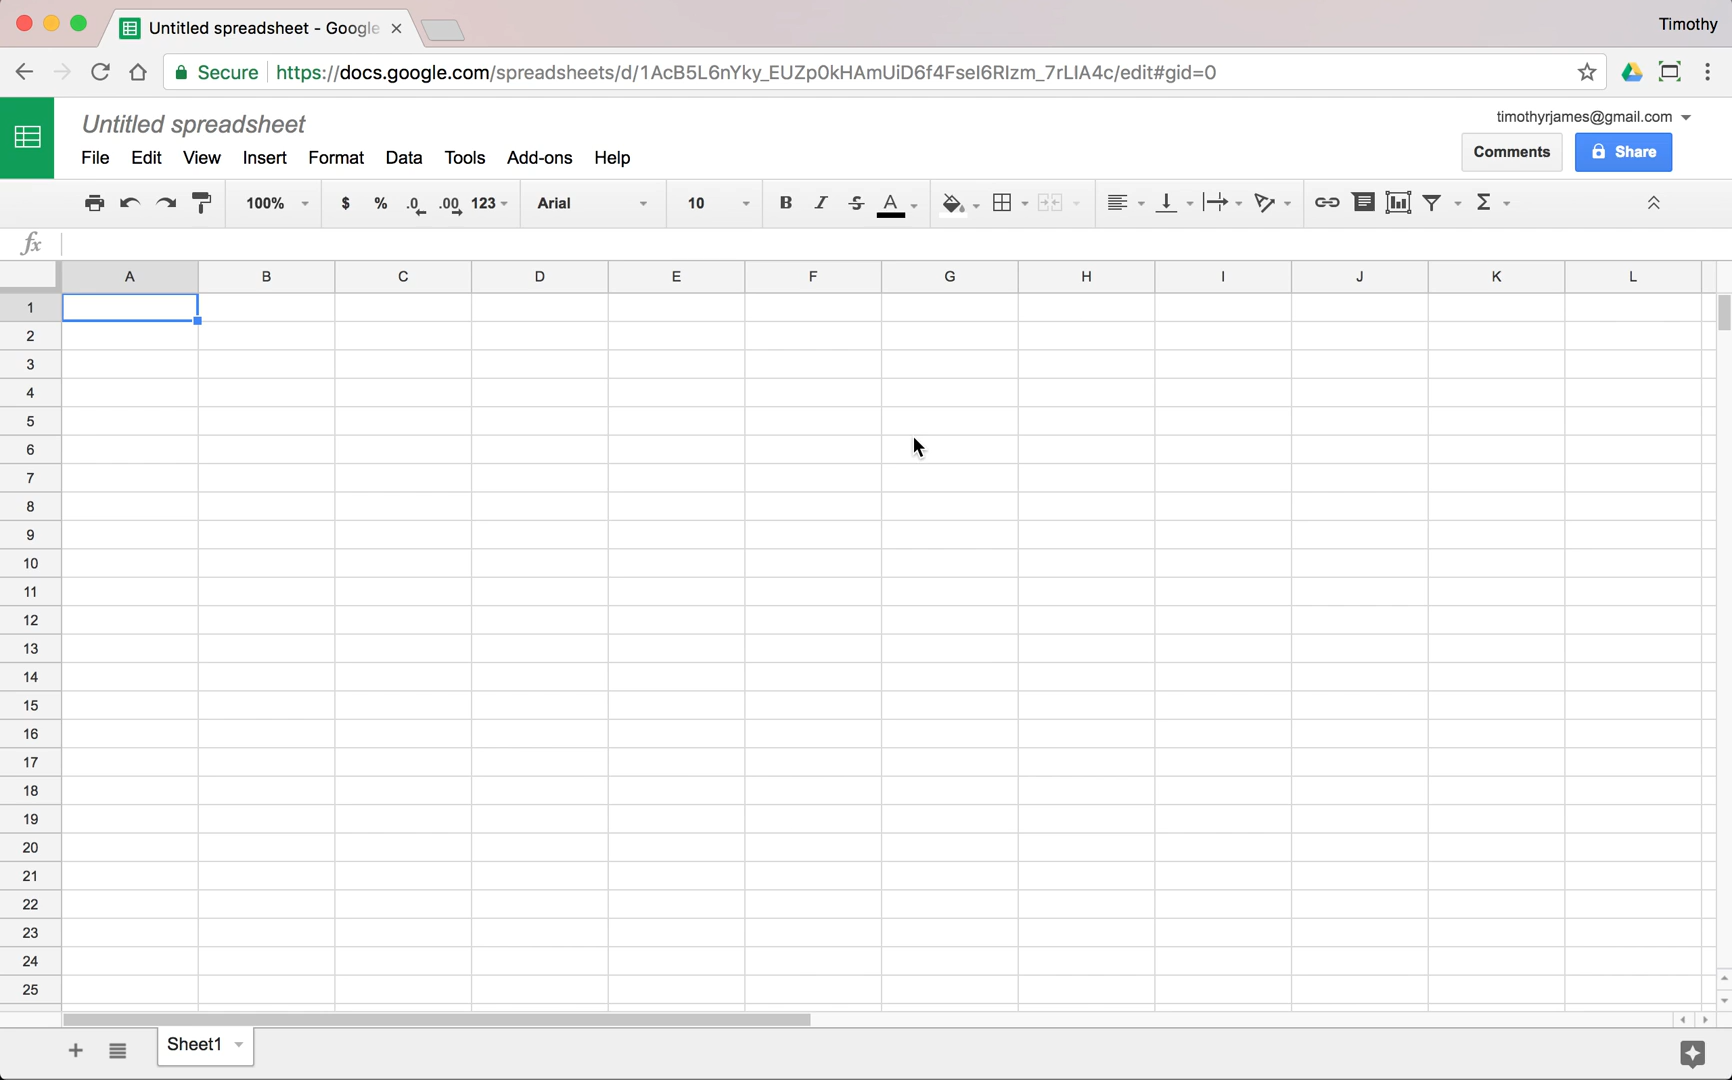 Untitled spreadsheet - Google
Timothy
Secure https://docs.google.com/spreadsheets/d/1AcB5L6nYky_EUZp0kHAmUiD6f4Fsel6RIzm_7rLIA4c/edit#gid=0
Untitled spreadsheet
timothyrjames@gmail.com
File Edit View Insert Format Data Tools Add-ons Help
Comments Share
100% $ % .0 .00 123 Arial 10 B I S A Σ
fx
A B C D E F G H I J K L
1
2
3
4
5
6
7
8
9
10
11
12
13
14
15
16
17
18
19
20
21
22
23
24
25
Sheet1